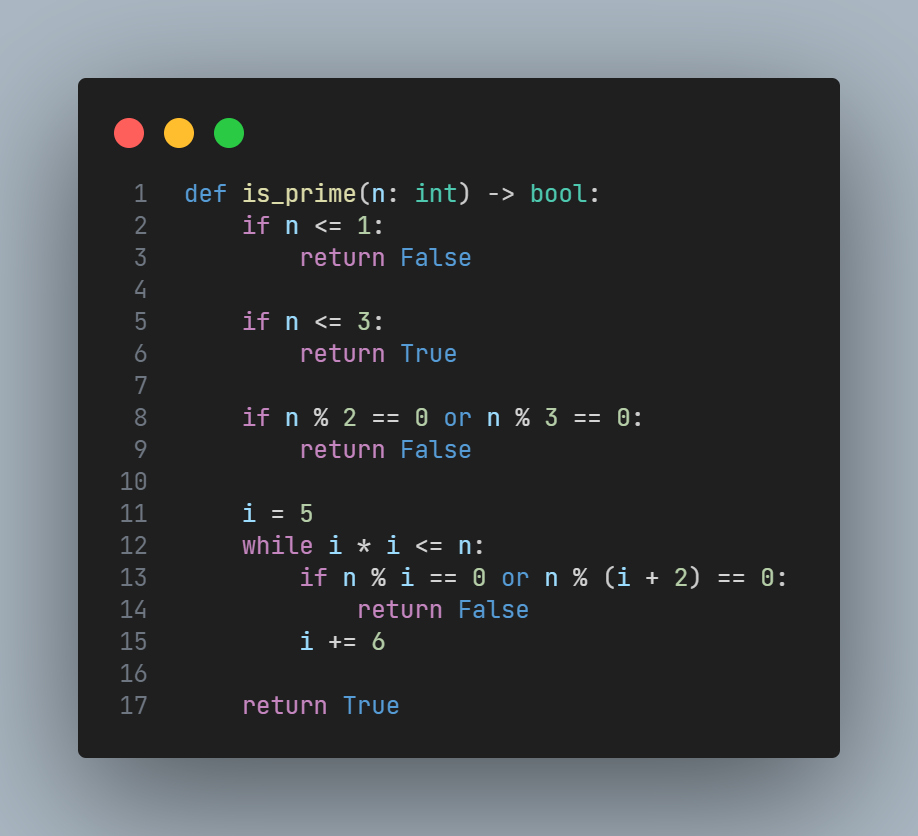 1 def is_prime(n: int) -> bool:
2     if n <= 1:
3         return False
4
5     if n <= 3:
6         return True
7
8     if n % 2 == 0 or n % 3 == 0:
9         return False
10
11     i = 5
12     while i * i <= n:
13         if n % i == 0 or n % (i + 2) == 0:
14             return False
15         i += 6
16
17     return True